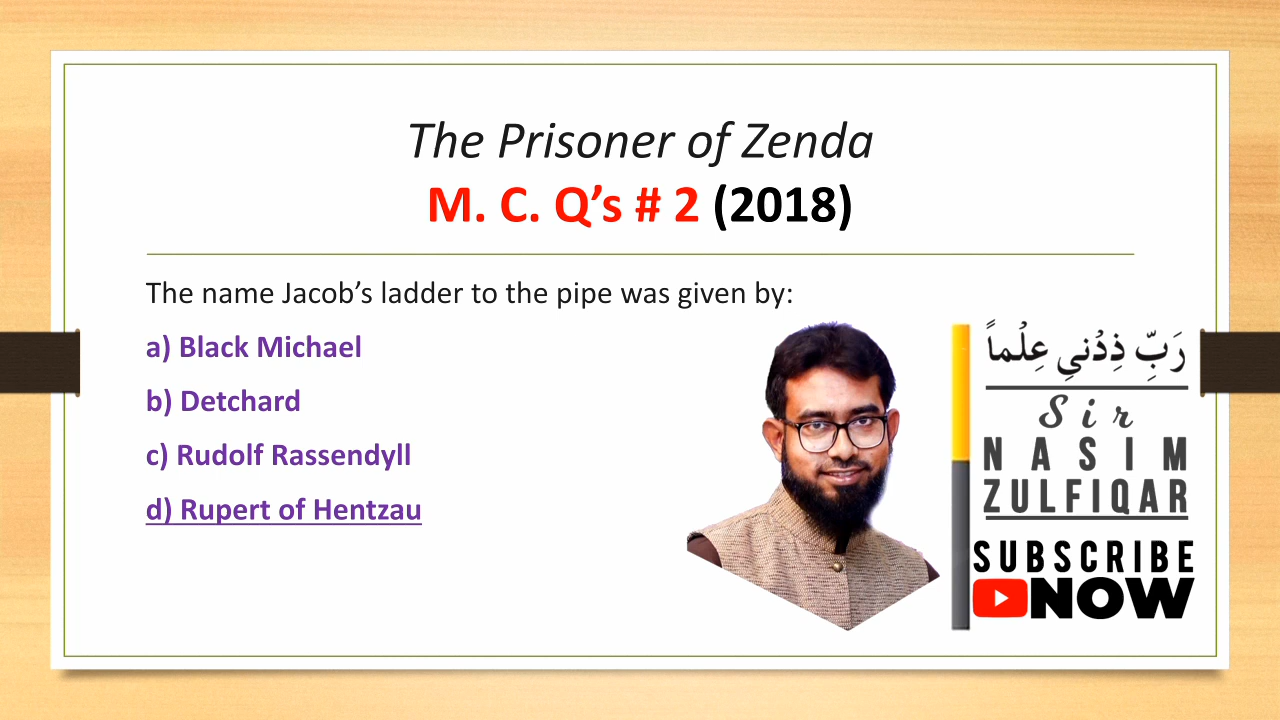 The Prisoner of Zenda
M. C. Q’s # 2 (2018)
The name Jacob’s ladder to the pipe was given by:
a) Black Michael
b) Detchard
c) Rudolf Rassendyll
d) Rupert of Hentzau
رَبِّ ذِدْنيِ عِلْماً
Sir
NASIM
ZULFIQAR
SUBSCRIBE
NOW